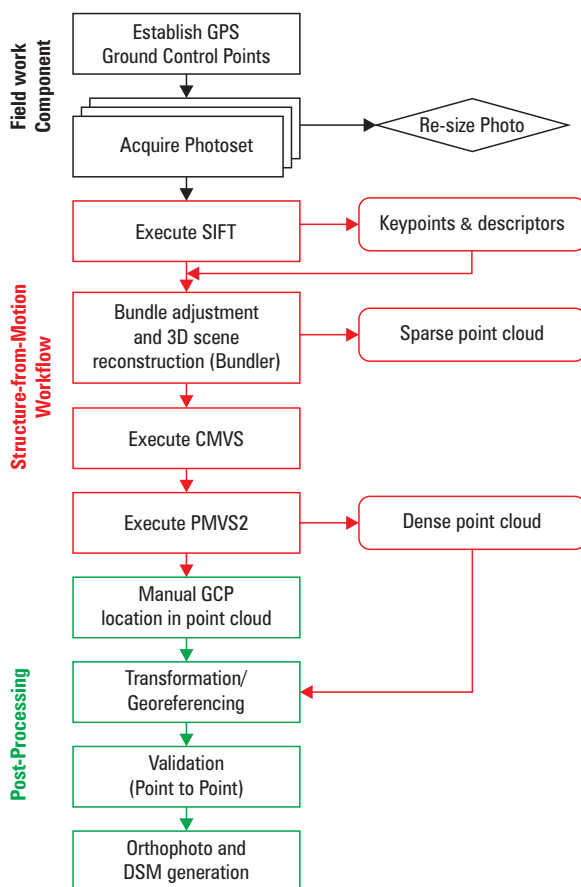 Field work
Component
Establish GPS
Ground Control Points
Acquire Photoset
Re-size Photo
Structure-from-Motion
Workflow
Execute SIFT
Keypoints & descriptors
Bundle adjustment
and 3D scene
reconstruction (Bundler)
Sparse point cloud
Execute CMVS
Execute PMVS2
Dense point cloud
Post-Processing
Manual GCP
location in point cloud
Transformation/
Georeferencing
Validation
(Point to Point)
Orthophoto and
DSM generation